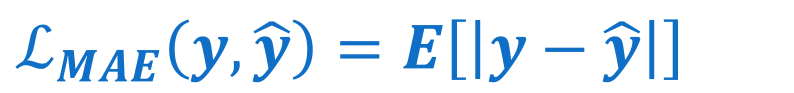 ℒ_MAE(y, ŷ) = E[|y − ŷ|]